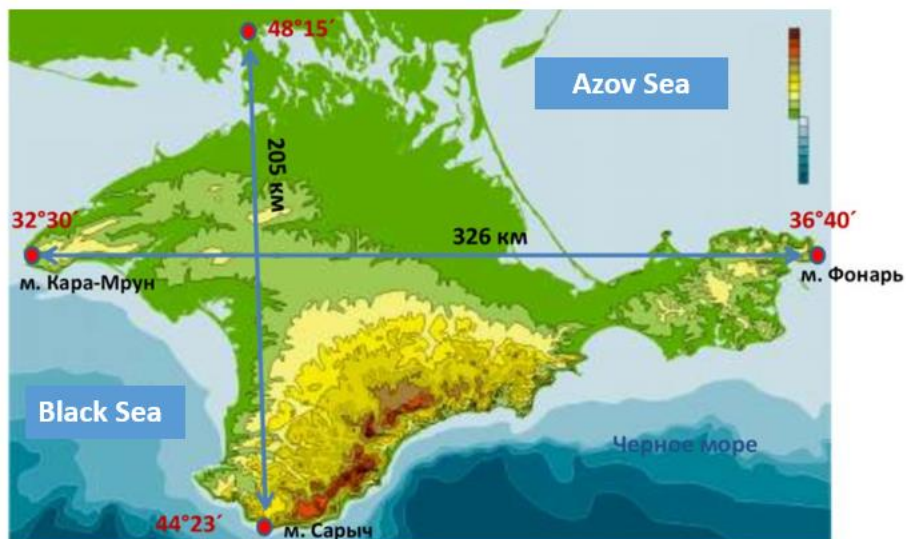 48°15´
Azov Sea
205 км
32°30´
36°40´
326 км
м. Кара-Мрун
м. Фонарь
Black Sea
Черное море
44°23´
м. Сарыч